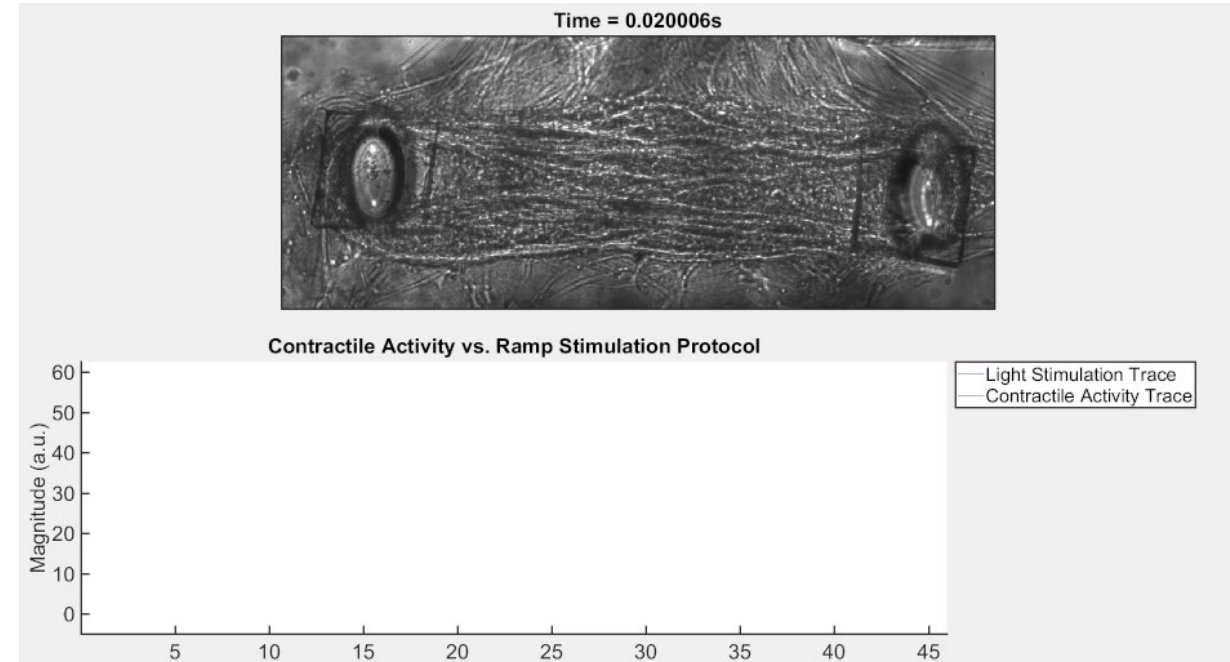 Time = 0.020006s
Contractile Activity vs. Ramp Stimulation Protocol
Light Stimulation Trace
Contractile Activity Trace
Magnitude (a.u.)
60
50
40
30
20
10
0
5 10 15 20 25 30 35 40 45